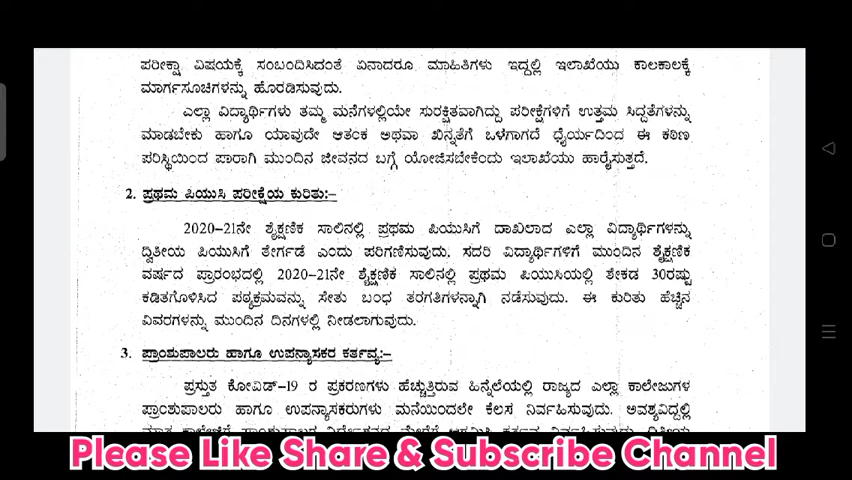 ಪರೀಕ್ಷಾ ವಿಷಯಕ್ಕೆ ಸಂಬಂದಿಸಿದಂತೆ ಏನಾದರೂ ಮಾಹಿತಿಗಳು ಇದ್ದಲ್ಲಿ ಇಲಾಖೆಯು ಕಾಲಕಾಲಕ್ಕೆ
ಮಾರ್ಗಸೂಚಿಗಳನ್ನು ಹೊರಡಿಸುವುದು.
ಎಲ್ಲಾ ವಿದ್ಯಾರ್ಥಿಗಳು ತಮ್ಮ ಮನೆಗಳಲ್ಲಿಯೇ ಸುರಕ್ಷಿತವಾಗಿದ್ದು ಪರೀಕ್ಷೆಗಳಿಗೆ ಉತ್ತಮ ಸಿದ್ದತೆಗಳನ್ನು
ಮಾಡಬೇಕು ಹಾಗೂ ಯಾವುದೇ ಆತಂಕ ಅಥವಾ ಖಿನ್ನತೆಗೆ ಒಳಗಾಗದೆ ಧೈರ್ಯದಿಂದ ಈ ಕಠಿಣ
ಪರಿಸ್ಥಿಯಿಂದ ಪಾರಾಗಿ ಮುಂದಿನ ಜೀವನದ ಬಗ್ಗೆ ಯೋಜಿಸಬೇಕೆಂದು ಇಲಾಖೆಯು ಹಾರೈಸುತ್ತದೆ.
2. ಪ್ರಥಮ ಪಿಯುಸಿ ಪರೀಕ್ಷೆಯ ಕುರಿತು:-
2020-21ನೇ ಶೈಕ್ಷಣಿಕ ಸಾಲಿನಲ್ಲಿ ಪ್ರಥಮ ಪಿಯುಸಿಗೆ ದಾಖಲಾದ ಎಲ್ಲಾ ವಿದ್ಯಾರ್ಥಿಗಳನ್ನು
ದ್ವಿತೀಯ ಪಿಯುಸಿಗೆ ತೇರ್ಗಡೆ ಎಂದು ಪರಿಗಣಿಸುವುದು. ಸದರಿ ವಿದ್ಯಾರ್ಥಿಗಳಿಗೆ ಮುಂದಿನ ಶೈಕ್ಷಣಿಕ
ವರ್ಷದ ಪ್ರಾರಂಭದಲ್ಲಿ 2020-21ನೇ ಶೈಕ್ಷಣಿಕ ಸಾಲಿನಲ್ಲಿ ಪ್ರಥಮ ಪಿಯುಸಿಯಲ್ಲಿ ಶೇಕಡ 30ರಷ್ಟು
ಕಡಿತಗೊಳಿಸಿದ ಪಠ್ಯಕ್ರಮವನ್ನು ಸೇತು ಬಂಧ ತರಗತಿಗಳನ್ನಾಗಿ ನಡೆಸುವುದು. ಈ ಕುರಿತು ಹೆಚ್ಚಿನ
ವಿವರಗಳನ್ನು ಮುಂದಿನ ದಿನಗಳಲ್ಲಿ ನೀಡಲಾಗುವುದು.
3. ಪ್ರಾಂಶುಪಾಲರು ಹಾಗೂ ಉಪನ್ಯಾಸಕರ ಕರ್ತವ್ಯ:-
ಪ್ರಸ್ತುತ ಕೋವಿಡ್-19 ರ ಪ್ರಕರಣಗಳು ಹೆಚ್ಚುತ್ತಿರುವ ಹಿನ್ನೆಲೆಯಲ್ಲಿ ರಾಜ್ಯದ ಎಲ್ಲಾ ಕಾಲೇಜುಗಳ
ಪ್ರಾಂಶುಪಾಲರು ಹಾಗೂ ಉಪನ್ಯಾಸಕರುಗಳು ಮನೆಯಿಂದಲೇ ಕೆಲಸ ನಿರ್ವಹಿಸುವುದು. ಅವಶ್ಯವಿದ್ದಲ್ಲಿ
Please Like Share & Subscribe Channel